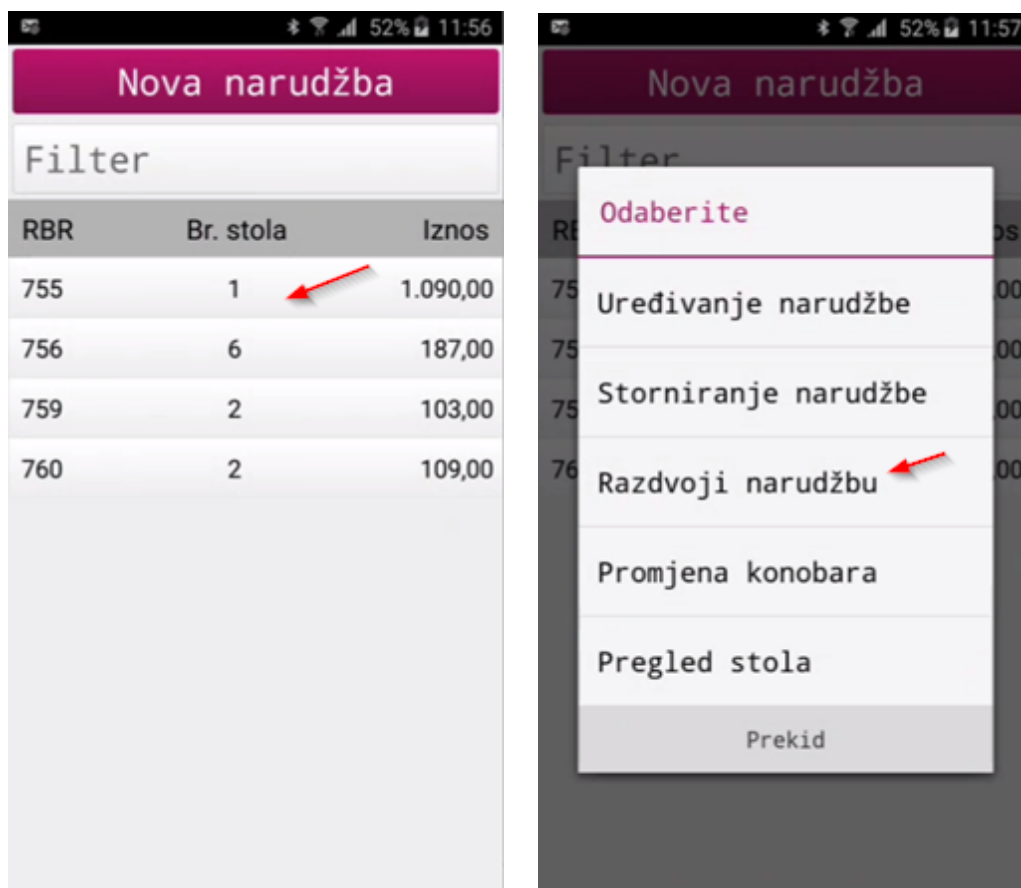 52% 11:56
Nova narudžba
Filter
RBR Br. stola Iznos
755 1 1.090,00
756 6 187,00
759 2 103,00
760 2 109,00
52% 11:57
Nova narudžba
Filter
Odaberite
Uređivanje narudžbe
Storniranje narudžbe
Razdvoji narudžbu
Promjena konobara
Pregled stola
Prekid